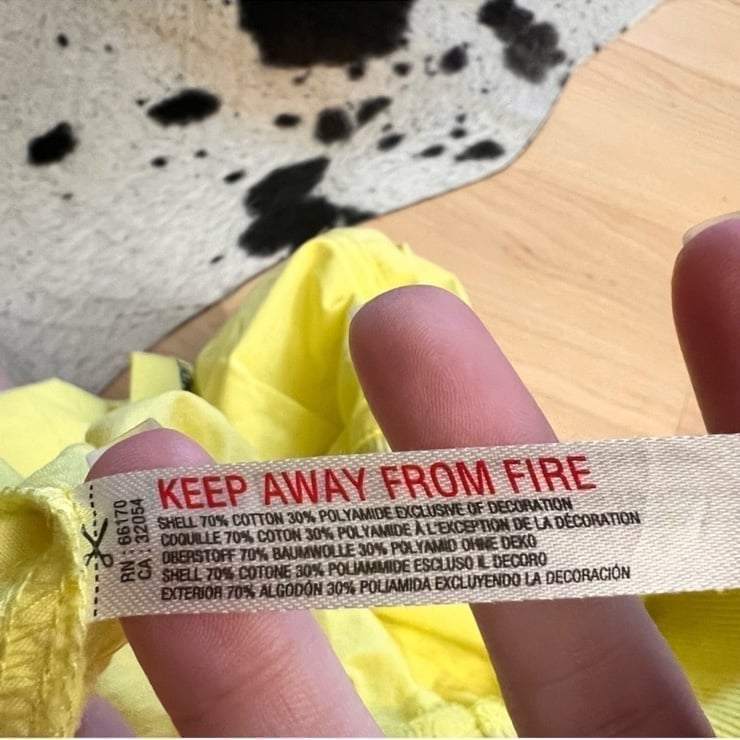 RN : 66170
CA : 32054
KEEP AWAY FROM FIRE
SHELL 70% COTTON 30% POLYAMIDE EXCLUSIVE OF DECORATION
COQUILLE 70% COTON 30% POLYAMIDE À L'EXCEPTION DE LA DÉCORATION
OBERSTOFF 70% BAUMWOLLE 30% POLYAMID OHNE DEKO
SHELL 70% COTONE 30% POLIAMMIDE ESCLUSO IL DECORO
EXTERIOR 70% ALGODÓN 30% POLIAMIDA EXCLUYENDO LA DECORACIÓN